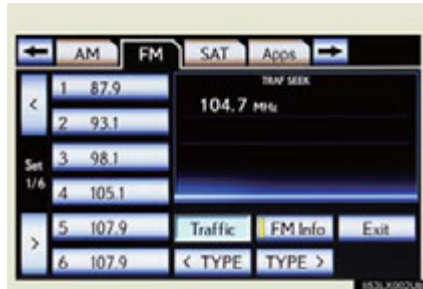 AM FM SAT Apps
TRAF SEEK
104.7 MHz
1 87.9
2 93.1
3 98.1
4 105.1
5 107.9
6 107.9
<
Set
1/6
>
Traffic FM Info Exit
< TYPE TYPE >